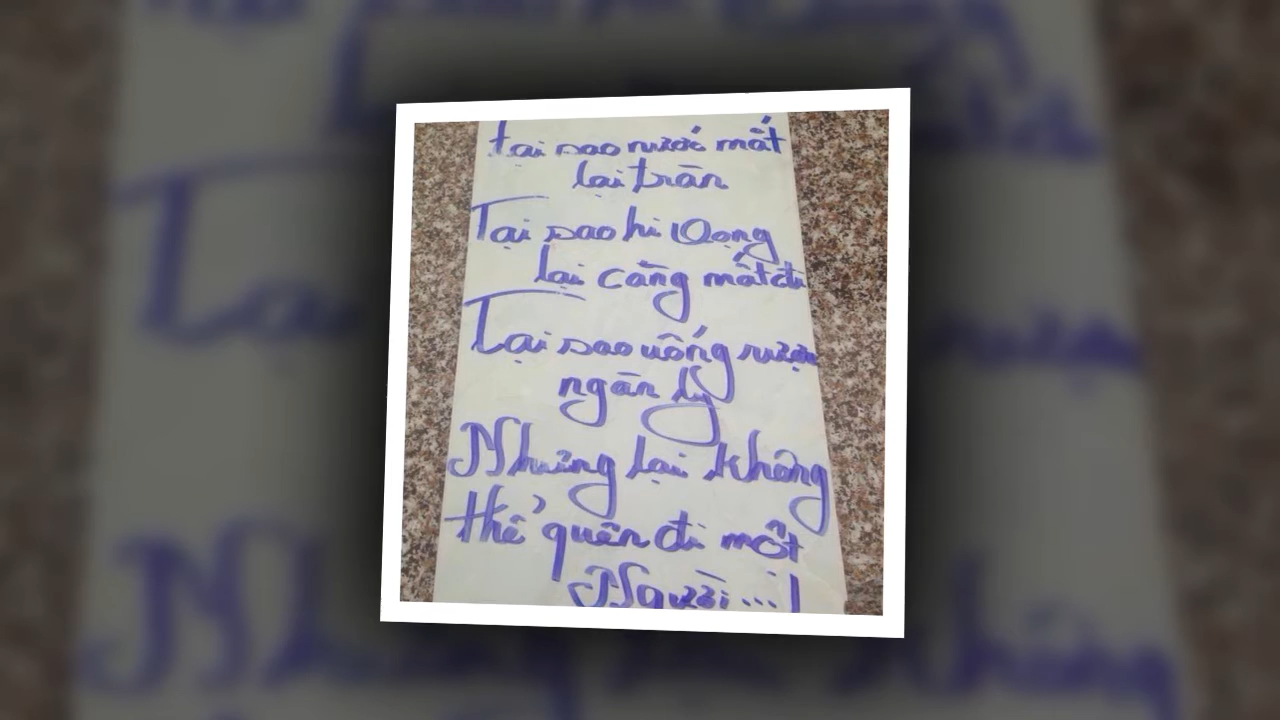 tại sao nước mắt
lại tràn
Tại sao hi vọng
lại càng mất đi
Tại sao uống rượu
ngàn ly
Nhưng lại không
thể quên đi một
Người...!